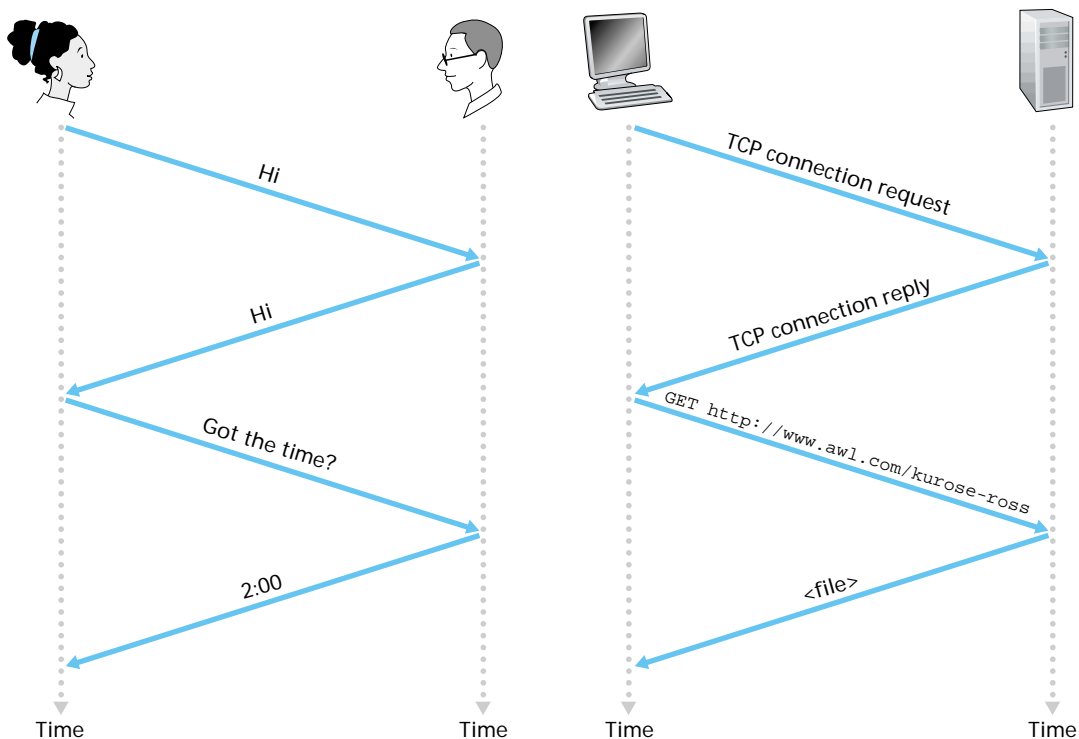 Hi
Hi
Got the time?
2:00
Time
Time
TCP connection request
TCP connection reply
GET http://www.awl.com/kurose-ross
<file>
Time
Time